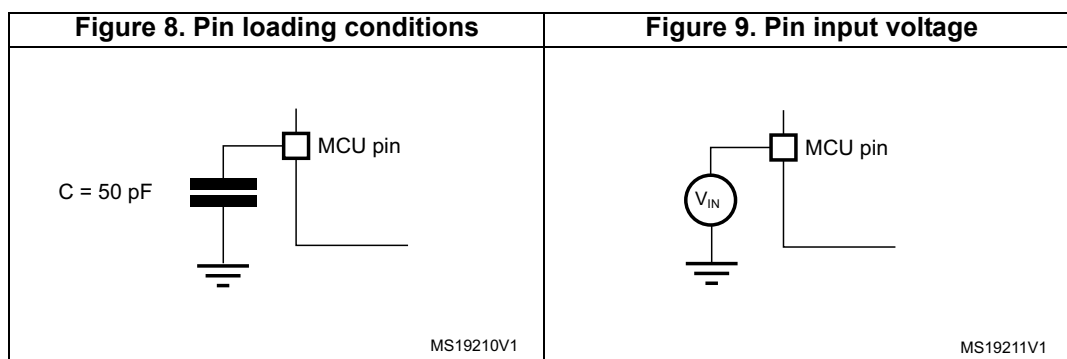 Figure 8. Pin loading conditions
Figure 9. Pin input voltage
MCU pin
C = 50 pF
MS19210V1
MCU pin
VIN
MS19211V1